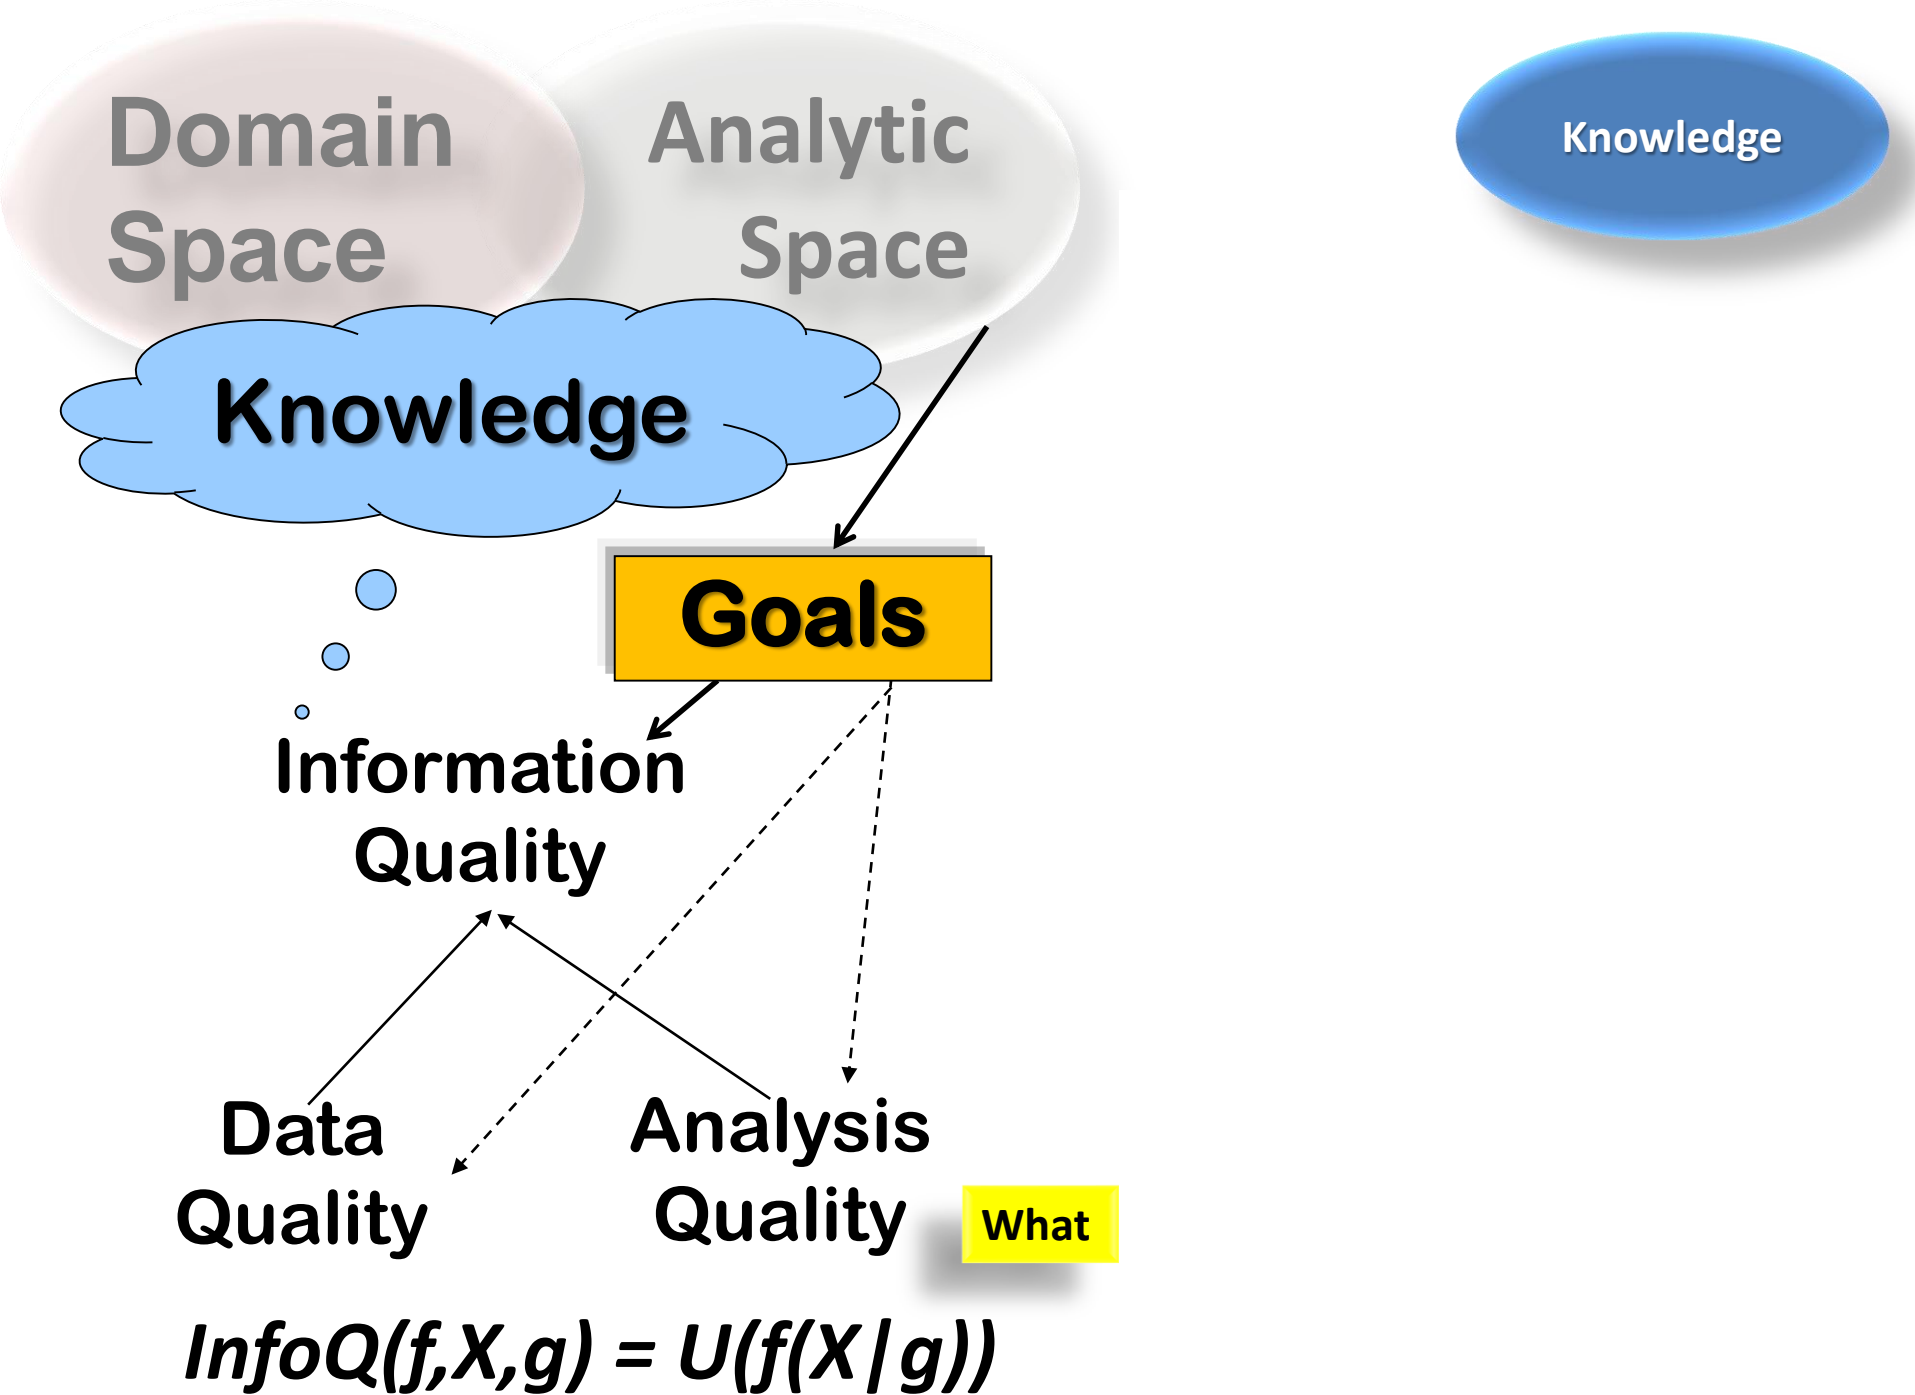 Domain
Space
Analytic
Space
Knowledge
Knowledge
Goals
Information
Quality
Data
Quality
Analysis
Quality
What
InfoQ(f,X,g) = U(f(X|g))